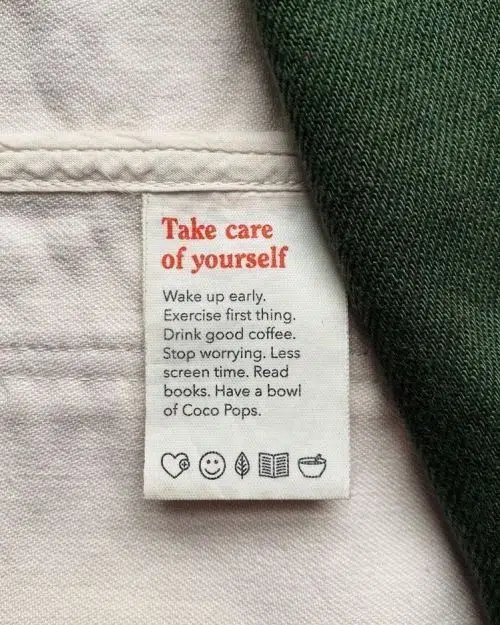 Take care
of yourself
Wake up early.
Exercise first thing.
Drink good coffee.
Stop worrying. Less
screen time. Read
books. Have a bowl
of Coco Pops.